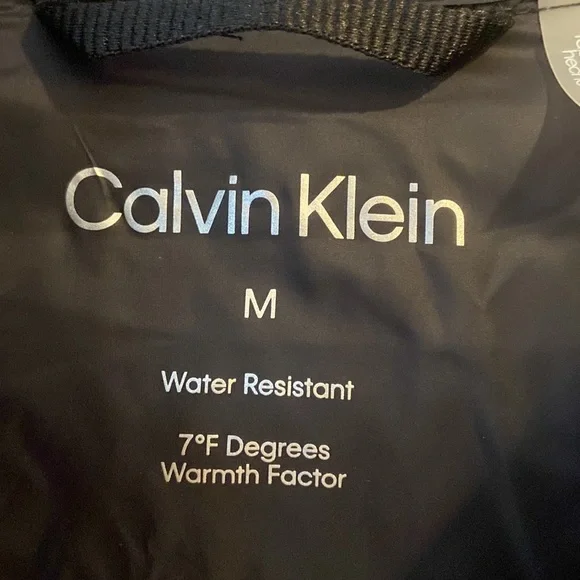 Calvin Klein
M
Water Resistant
7°F Degrees
Warmth Factor